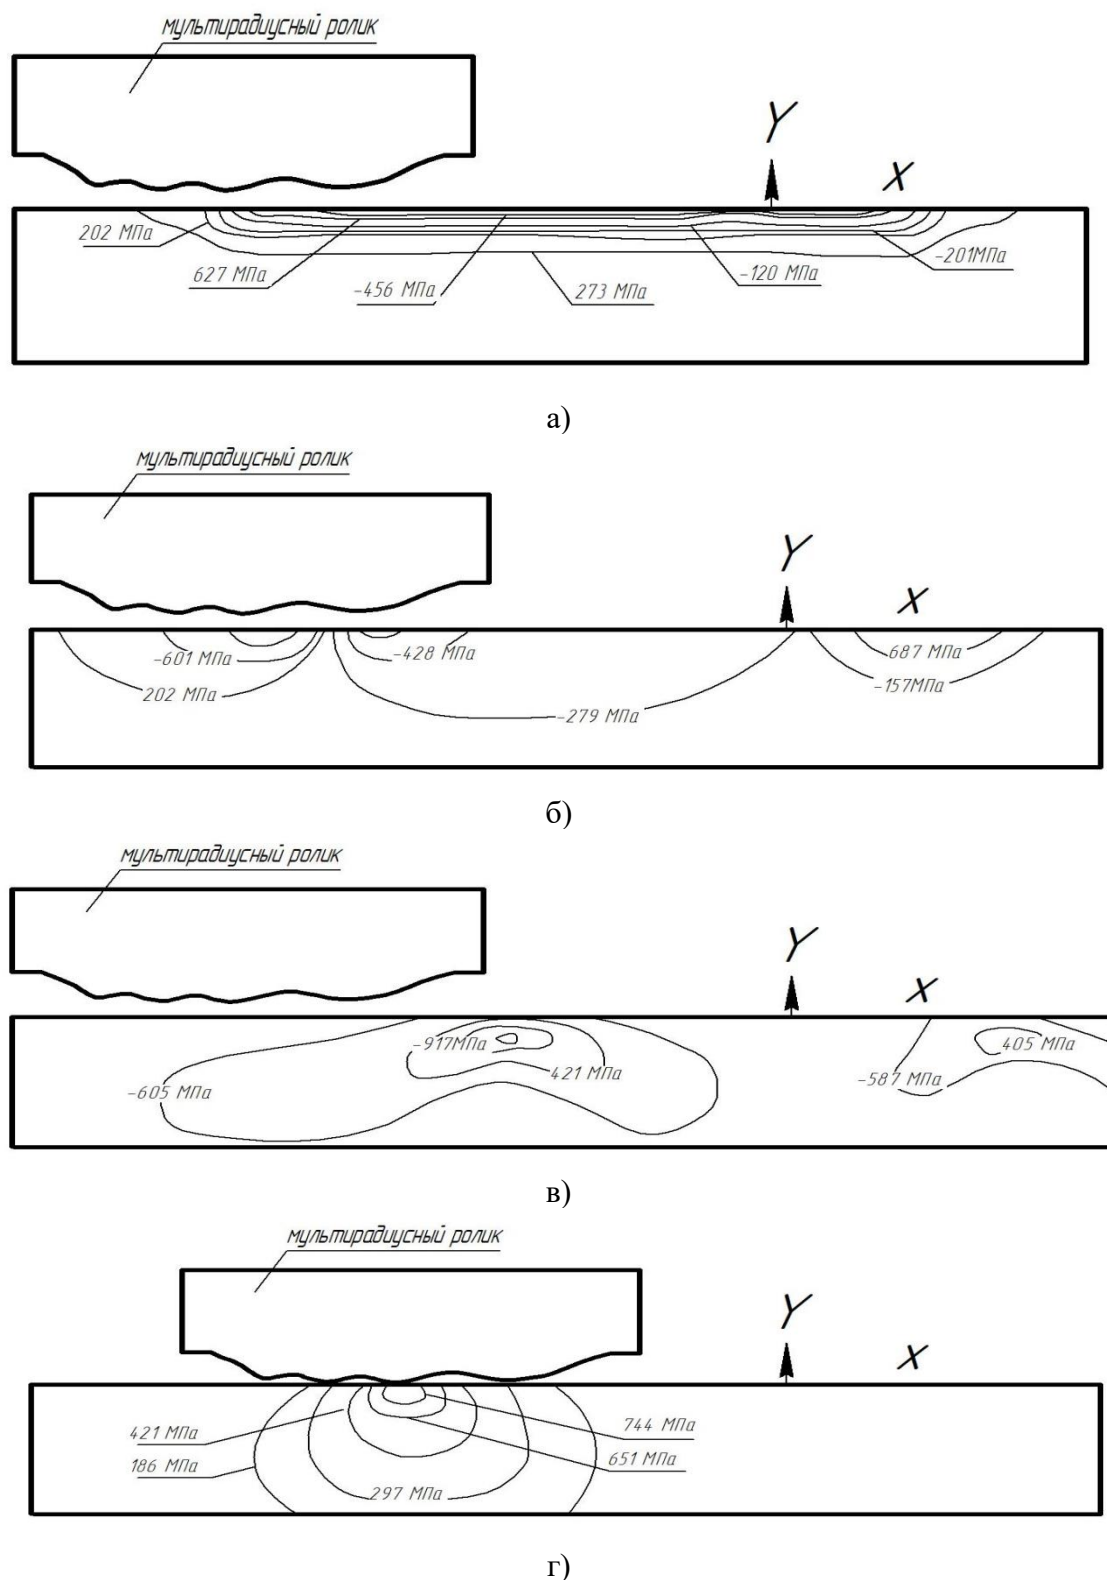 мультирадиусный ролик
Y
X
202 МПа
627 МПа
-456 МПа
273 МПа
-120 МПа
-201МПа
а)
мультирадиусный ролик
Y
X
-601 МПа
-428 МПа
687 МПа
202 МПа
-157МПа
-279 МПа
б)
мультирадиусный ролик
Y
X
-917МПа
405 МПа
-605 МПа
421 МПа
-587 МПа
в)
мультирадиусный ролик
Y
X
421 МПа
744 МПа
186 МПа
651 МПа
297 МПа
г)